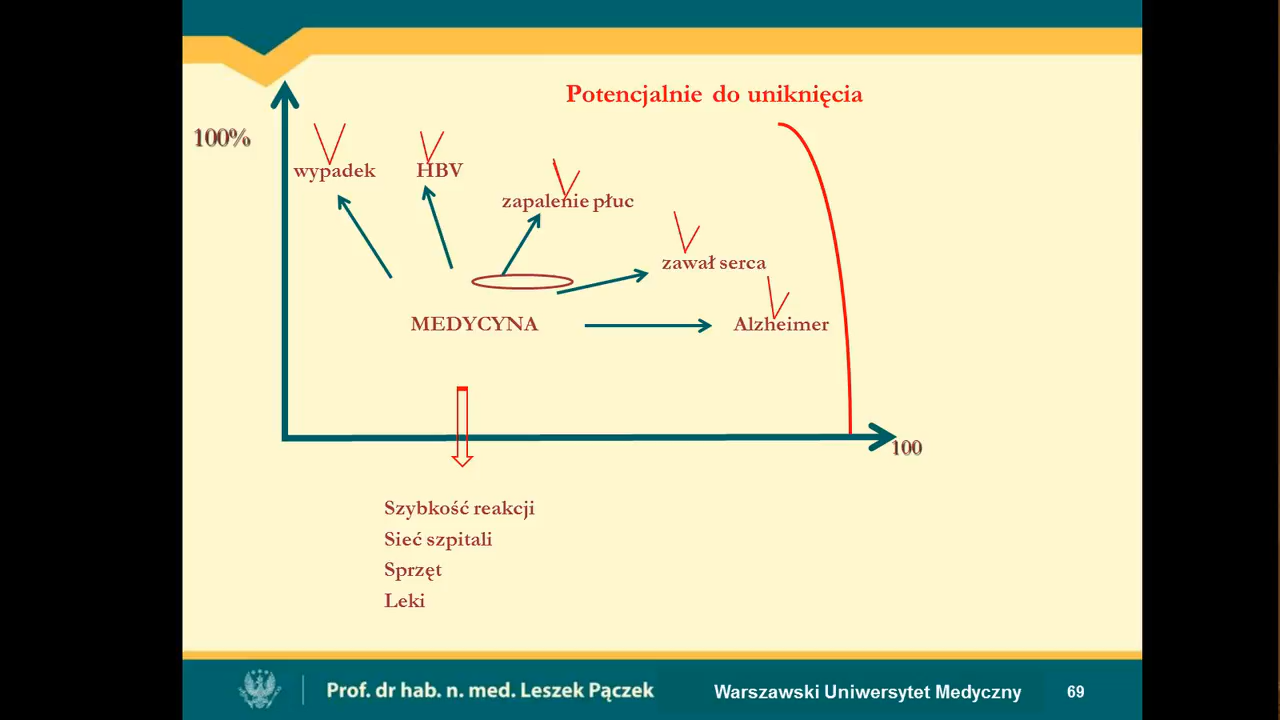 Potencjalnie do uniknięcia
100%
wypadek
HBV
zapalenie płuc
zawał serca
MEDYCYNA
Alzheimer
100
Szybkość reakcji
Sieć szpitali
Sprzęt
Leki
Prof. dr hab. n. med. Leszek Pączek
Warszawski Uniwersytet Medyczny
69